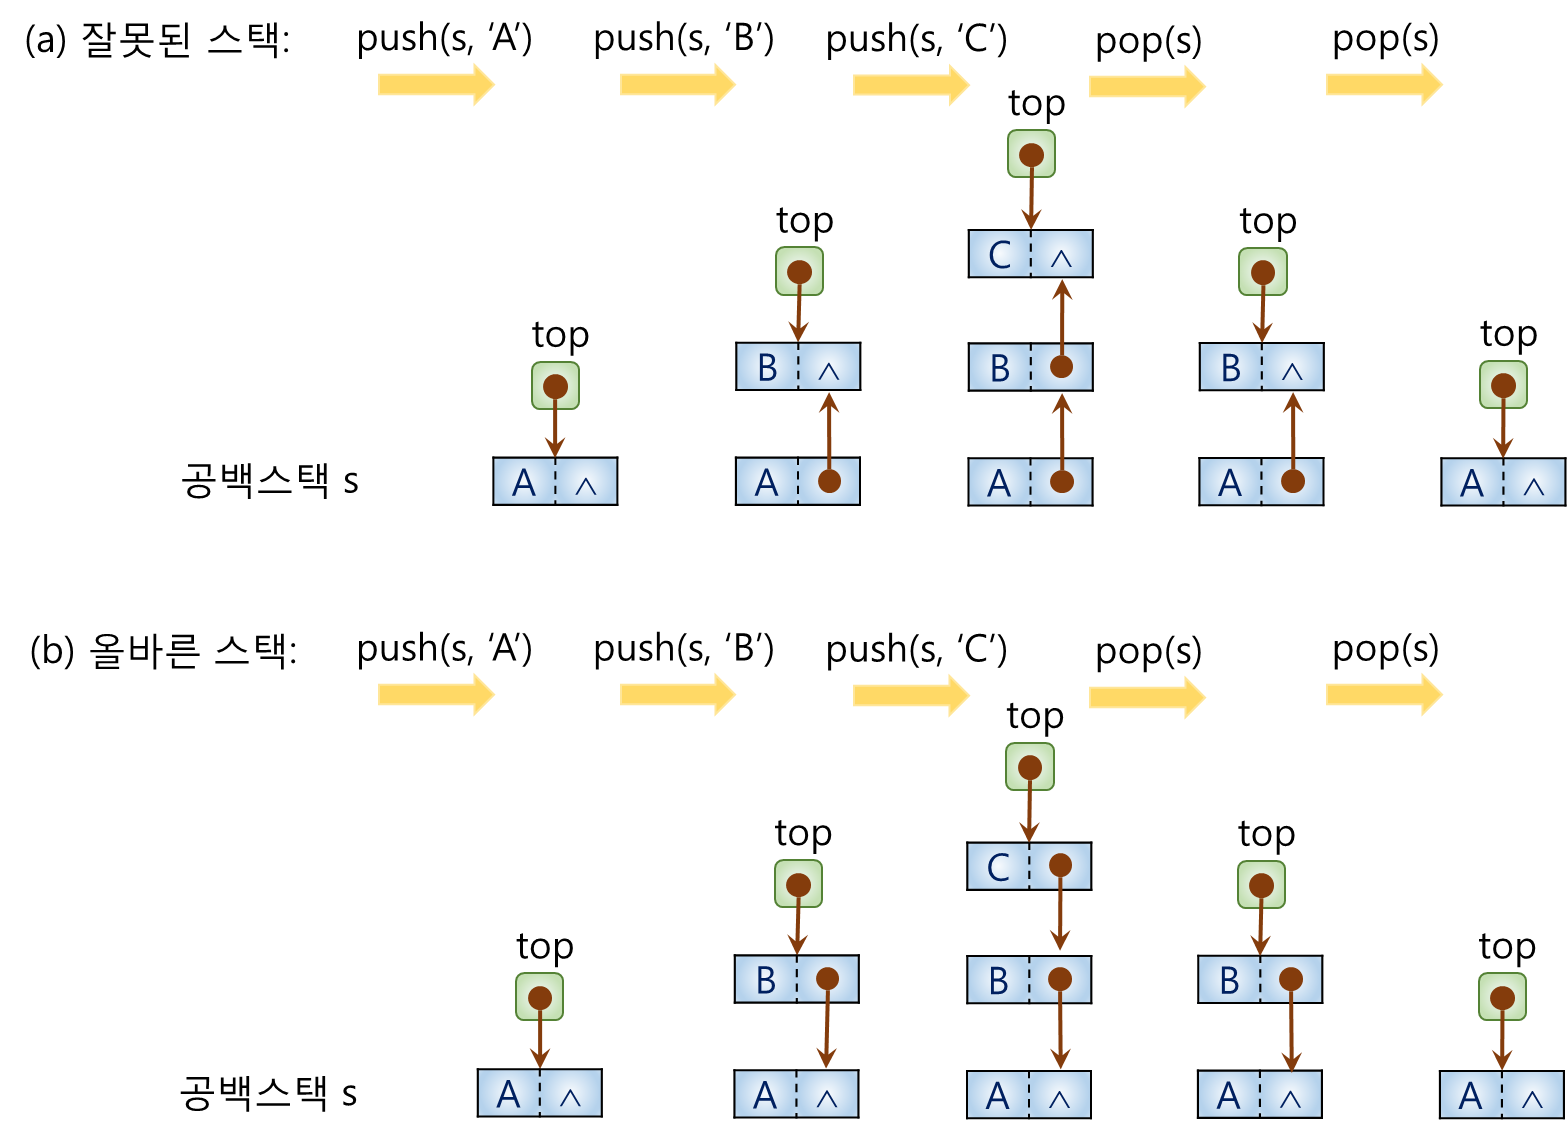 (a) 잘못된 스택: push(s, ‘A’) push(s, ‘B’) push(s, ‘C’) pop(s) pop(s)
top
top top
C ^
top top
B ^ B B ^
공백스택 s A ^ A A A A ^
(b) 올바른 스택: push(s, ‘A’) push(s, ‘B’) push(s, ‘C’) pop(s) pop(s)
top
top top
C
top top
B B B
공백스택 s A ^ A ^ A ^ A ^ A ^